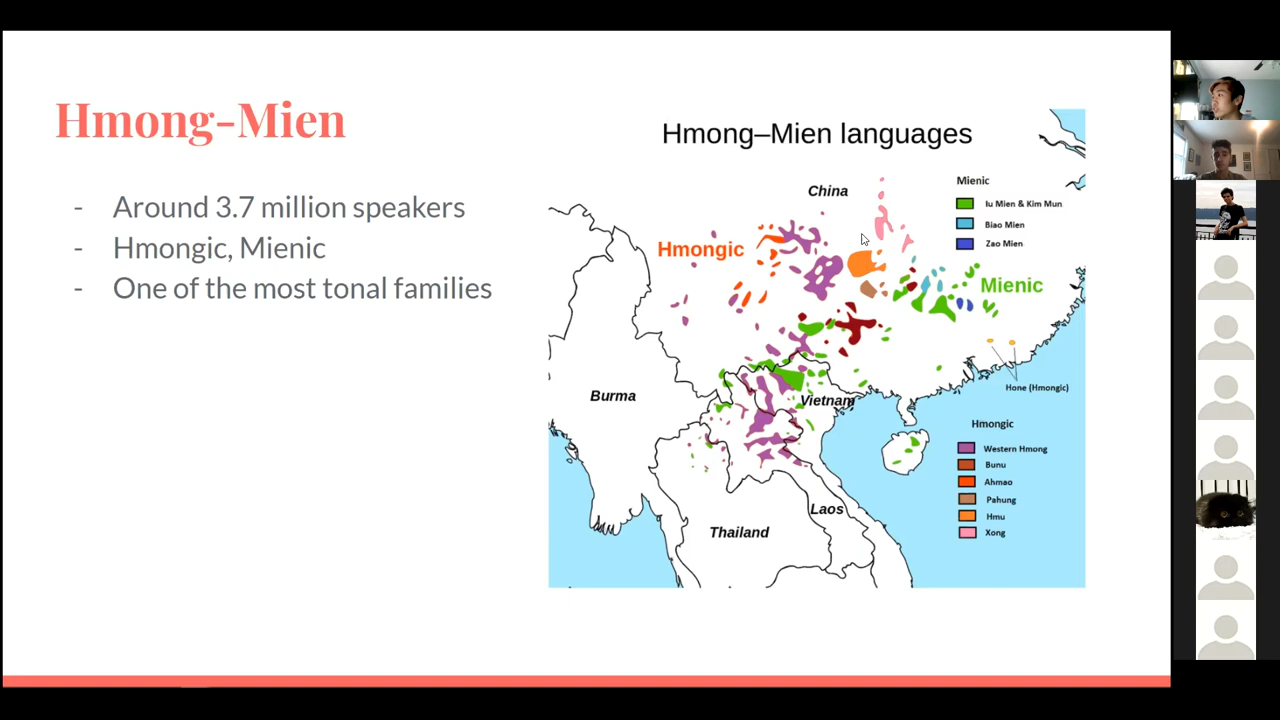 Hmong-Mien
- Around 3.7 million speakers
- Hmongic, Mienic
- One of the most tonal families
Hmong–Mien languages
China
Mienic
Iu Mien & Kim Mun
Biao Mien
Zao Mien
Hmongic
Mienic
Hone (Hmongic)
Burma
Vietnam
Hmongic
Western Hmong
Bunu
Ahmao
Pahung
Hmu
Xong
Laos
Thailand